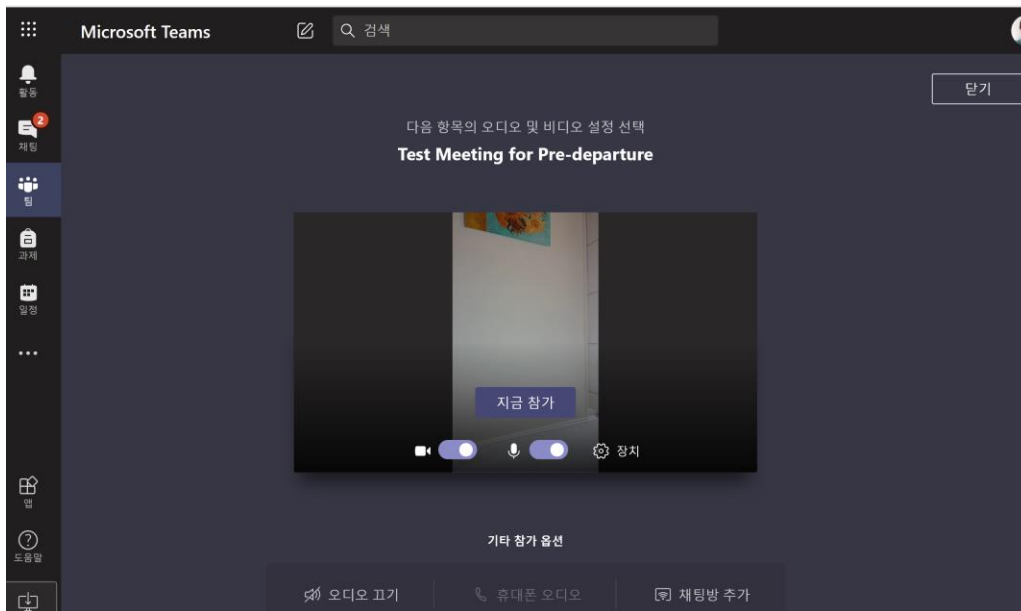 Microsoft Teams
검색
활동
2
채팅
팀
과제
일정
앱
도움말
닫기
다음 항목의 오디오 및 비디오 설정 선택
Test Meeting for Pre-departure
지금 참가
장치
기타 참가 옵션
오디오 끄기
휴대폰 오디오
채팅방 추가